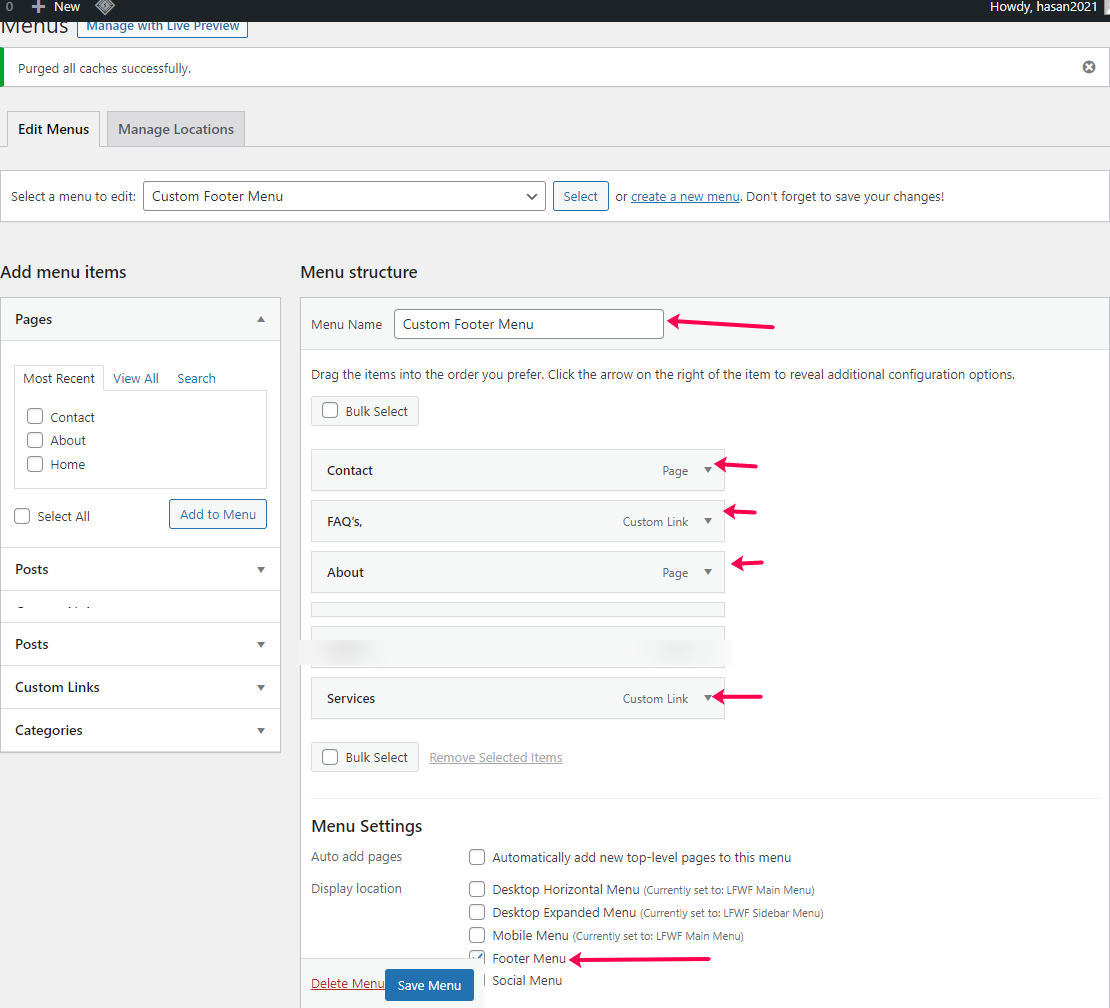 0 New Howdy, hasan2021
Menus Manage with Live Preview
Purged all caches successfully.
Edit Menus Manage Locations
Select a menu to edit: Custom Footer Menu Select or create a new menu. Don't forget to save your changes!
Add menu items Menu structure
Pages
Menu Name Custom Footer Menu
Drag the items into the order you prefer. Click the arrow on the right of the item to reveal additional configuration options.
Most Recent View All Search
Bulk Select
Contact
About
Home
Select All Add to Menu
Contact Page
FAQ's, Custom Link
About Page
Posts
Posts
Custom Links
Categories
Services Custom Link
Bulk Select Remove Selected Items
Menu Settings
Auto add pages Automatically add new top-level pages to this menu
Display location Desktop Horizontal Menu (Currently set to: LFWF Main Menu)
Desktop Expanded Menu (Currently set to: LFWF Sidebar Menu)
Mobile Menu (Currently set to: LFWF Main Menu)
Footer Menu
Social Menu
Delete Menu Save Menu